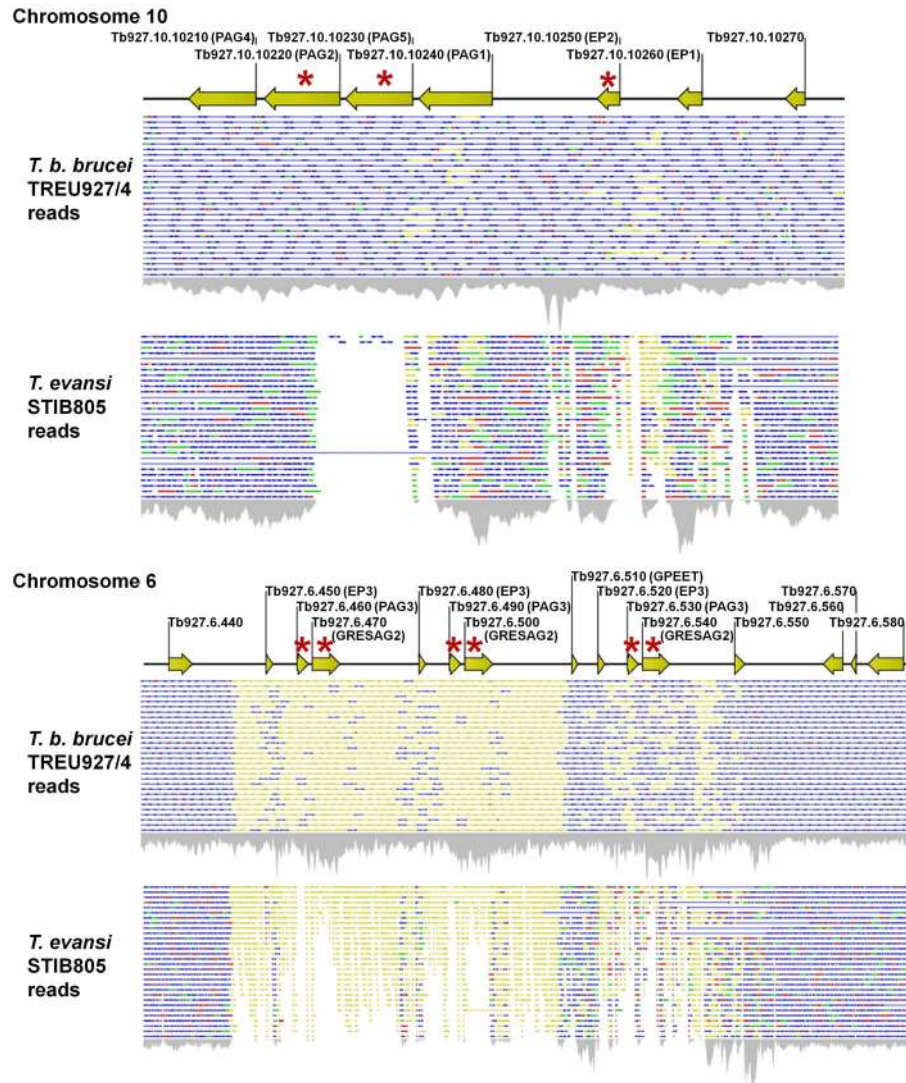 Chromosome 10
Tb927.10.10210 (PAG4) Tb927.10.10230 (PAG5) Tb927.10.10250 (EP2) Tb927.10.10270
Tb927.10.10220 (PAG2) Tb927.10.10240 (PAG1) Tb927.10.10260 (EP1)
* * *
T. b. brucei
TREU927/4
reads
T. evansi
STIB805
reads
Chromosome 6
Tb927.6.510 (GPEET)
Tb927.6.450 (EP3) Tb927.6.480 (EP3) Tb927.6.520 (EP3) Tb927.6.570
Tb927.6.460 (PAG3) Tb927.6.490 (PAG3) Tb927.6.530 (PAG3) Tb927.6.560
Tb927.6.440 Tb927.6.470 Tb927.6.500 Tb927.6.540 Tb927.6.550 Tb927.6.580
(GRESAG2) (GRESAG2) (GRESAG2)
* * * * * *
T. b. brucei
TREU927/4
reads
T. evansi
STIB805
reads